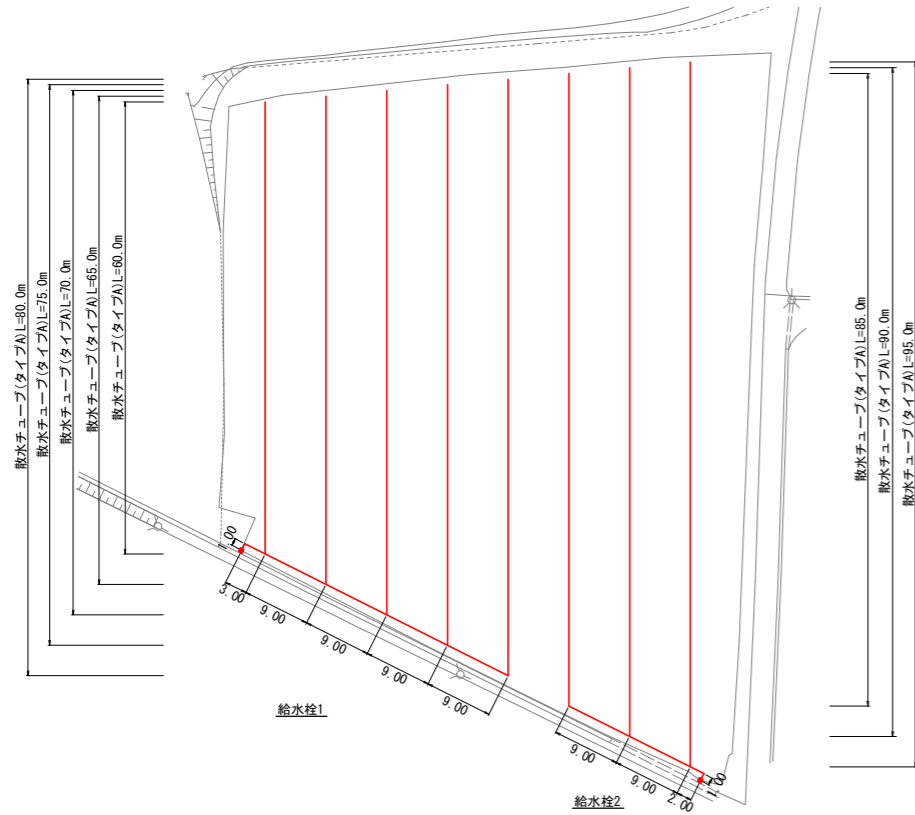 散水チューブ(タイプA)L=80.0m
散水チューブ(タイプA)L=75.0m
散水チューブ(タイプA)L=70.0m
散水チューブ(タイプA)L=65.0m
散水チューブ(タイプA)L=60.0m
散水チューブ(タイプA)L=85.0m
散水チューブ(タイプA)L=90.0m
散水チューブ(タイプA)L=95.0m
3.00
9.00
9.00
9.00
9.00
給水栓1
9.00
9.00
2.00
1.00
給水栓2